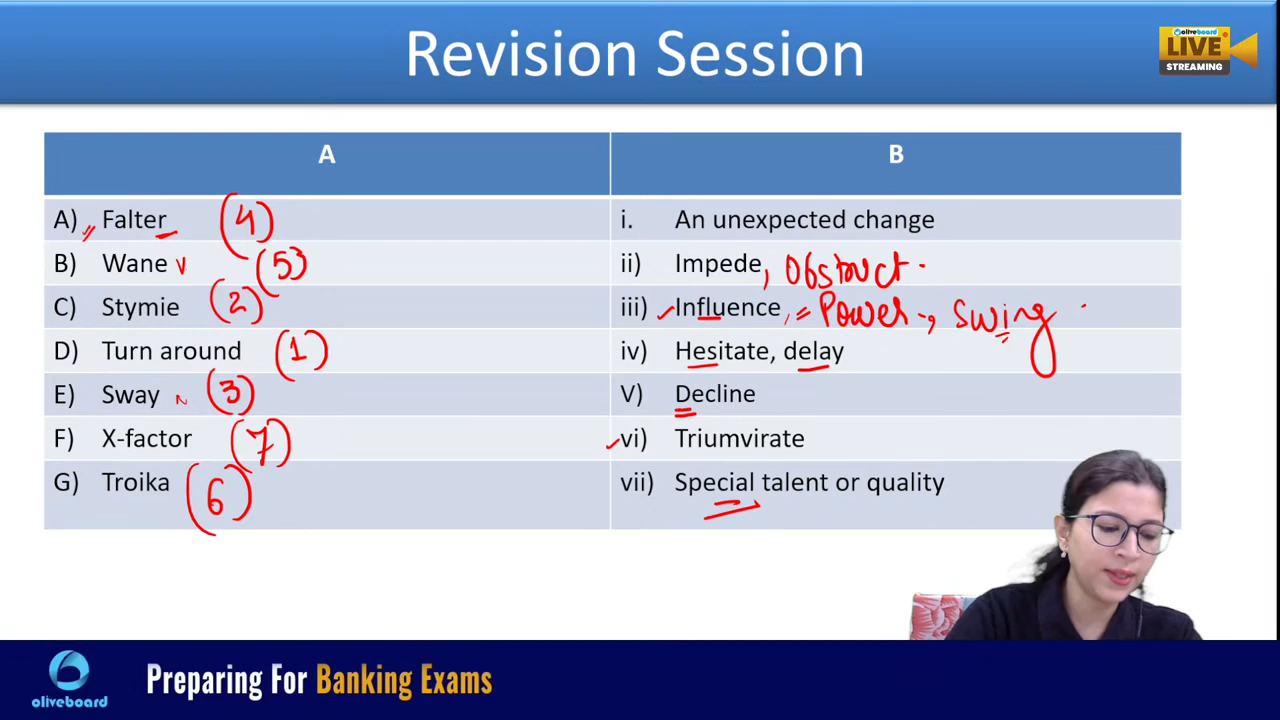 Revision Session
oliveboard
LIVE
STREAMING
A
B
A) Falter (4)
i. An unexpected change
B) Wane (5)
ii) Impede, Obstruct
C) Stymie (2)
iii) Influence, = Power, Swing
D) Turn around (1)
iv) Hesitate, delay
E) Sway (3)
V) Decline
F) X-factor (7)
vi) Triumvirate
G) Troika (6)
vii) Special talent or quality
oliveboard
Preparing For Banking Exams